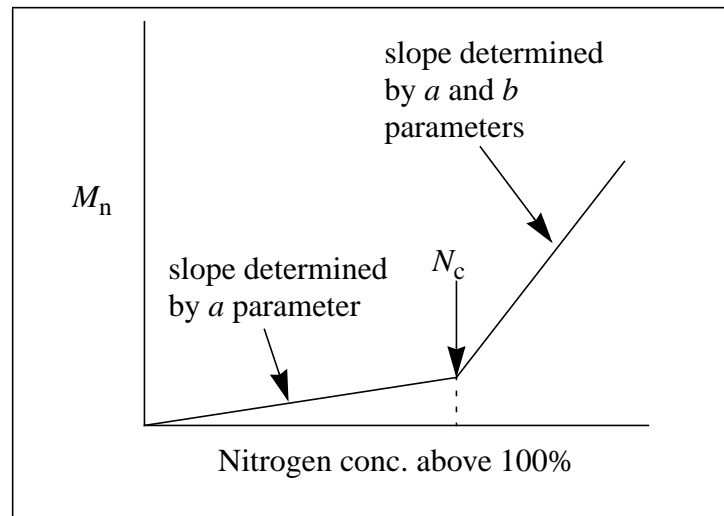 slope determined
by a and b
parameters
Mn
slope determined
by a parameter
Nc
Nitrogen conc. above 100%